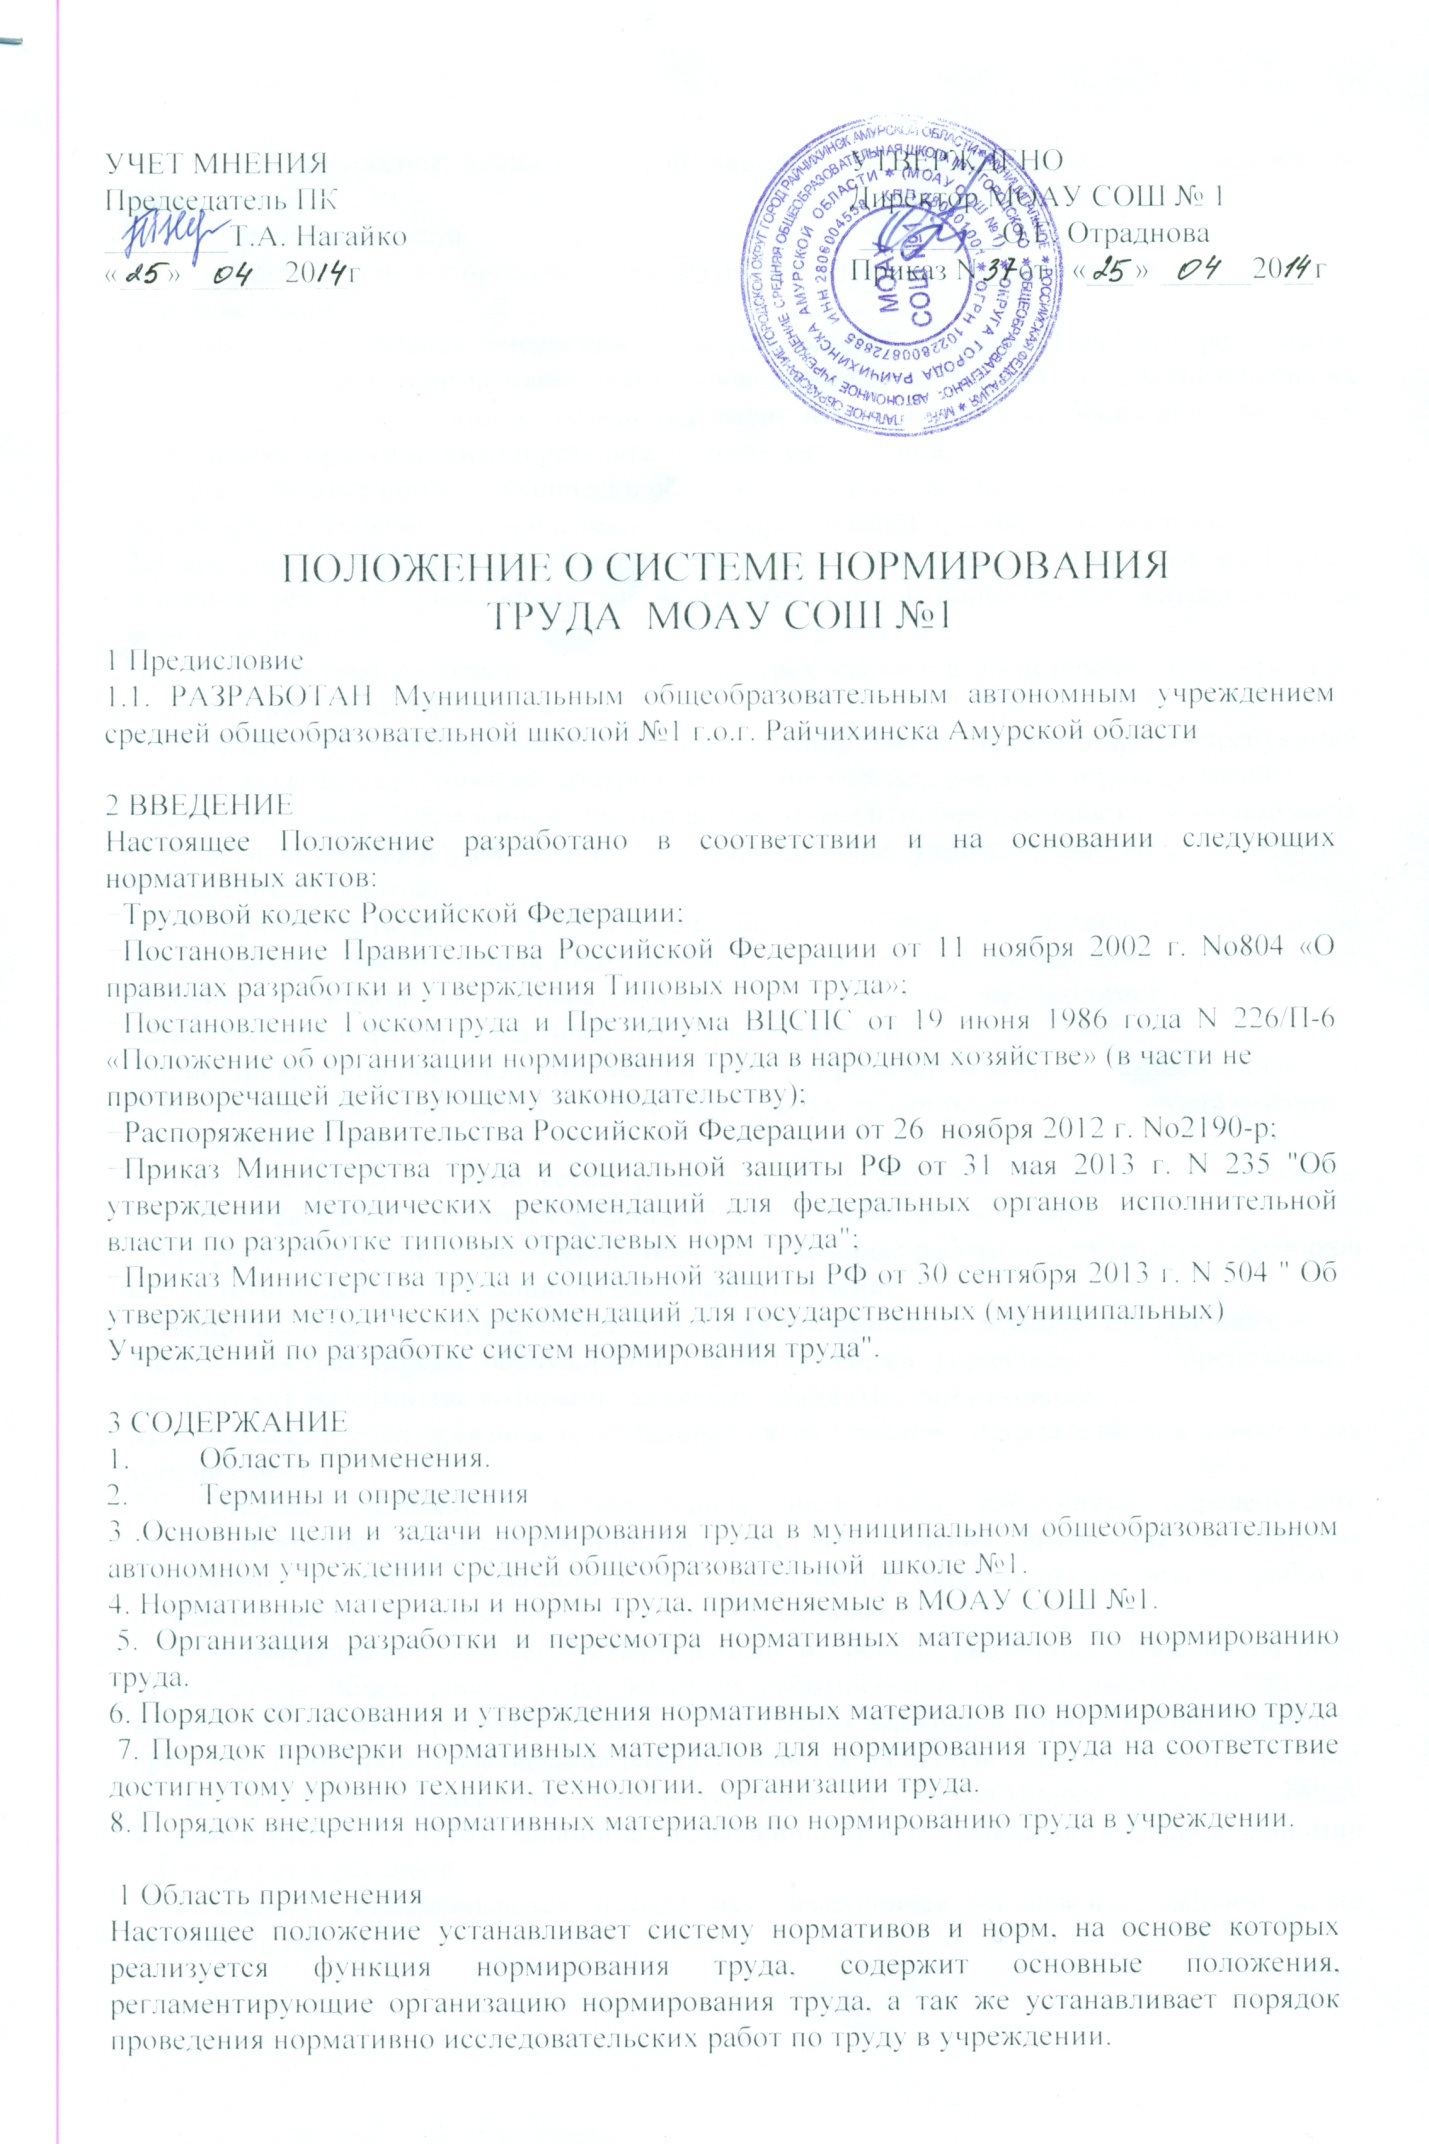 УЧЕТ МНЕНИЯ
Председатель ПК
Т.А. Нагайко
«25» 04 2014г
УТВЕРЖДЕНО
Директор МОАУ СОШ № 1
Отраднова
Приказ N 37 от «25» 04 2014г
МОАУ
СОШ №1
ИНН 2806004553
ОГРН 1022800872885
ПОЛОЖЕНИЕ О СИСТЕМЕ НОРМИРОВАНИЯ
ТРУДА МОАУ СОШ №1
1 Предисловие
1.1. РАЗРАБОТАН Муниципальным общеобразовательным автономным учреждением
средней общеобразовательной школой №1 г.о.г. Райчихинска Амурской области
2 ВВЕДЕНИЕ
Настоящее Положение разработано в соответствии и на основании следующих
нормативных актов:
-Трудовой кодекс Российской Федерации;
-Постановление Правительства Российской Федерации от 11 ноября 2002 г. No804 «О
правилах разработки и утверждения Типовых норм труда»;
-Постановление Госкомтруда и Президиума ВЦСПС от 19 июня 1986 года N 226/П-6
«Положение об организации нормирования труда в народном хозяйстве» (в части не
противоречащей действующему законодательству);
-Распоряжение Правительства Российской Федерации от 26 ноября 2012 г. No2190-р;
-Приказ Министерства труда и социальной защиты РФ от 31 мая 2013 г. N 235 "Об
утверждении методических рекомендаций для федеральных органов исполнительной
власти по разработке типовых отраслевых норм труда";
-Приказ Министерства труда и социальной защиты РФ от 30 сентября 2013 г. N 504 " Об
утверждении методических рекомендаций для государственных (муниципальных)
Учреждений по разработке систем нормирования труда".
3 СОДЕРЖАНИЕ
1. Область применения.
2. Термины и определения
3 .Основные цели и задачи нормирования труда в муниципальном общеобразовательном
автономном учреждении средней общеобразовательной школе №1.
4. Нормативные материалы и нормы труда, применяемые в МОАУ СОШ №1.
5. Организация разработки и пересмотра нормативных материалов по нормированию
труда.
6. Порядок согласования и утверждения нормативных материалов по нормированию труда
7. Порядок проверки нормативных материалов для нормирования труда на соответствие
достигнутому уровню техники, технологии, организации труда.
8. Порядок внедрения нормативных материалов по нормированию труда в учреждении.
1 Область применения
Настоящее положение устанавливает систему нормативов и норм, на основе которых
реализуется функция нормирования труда, содержит основные положения,
регламентирующие организацию нормирования труда, а так же устанавливает порядок
проведения нормативно исследовательских работ по труду в учреждении.